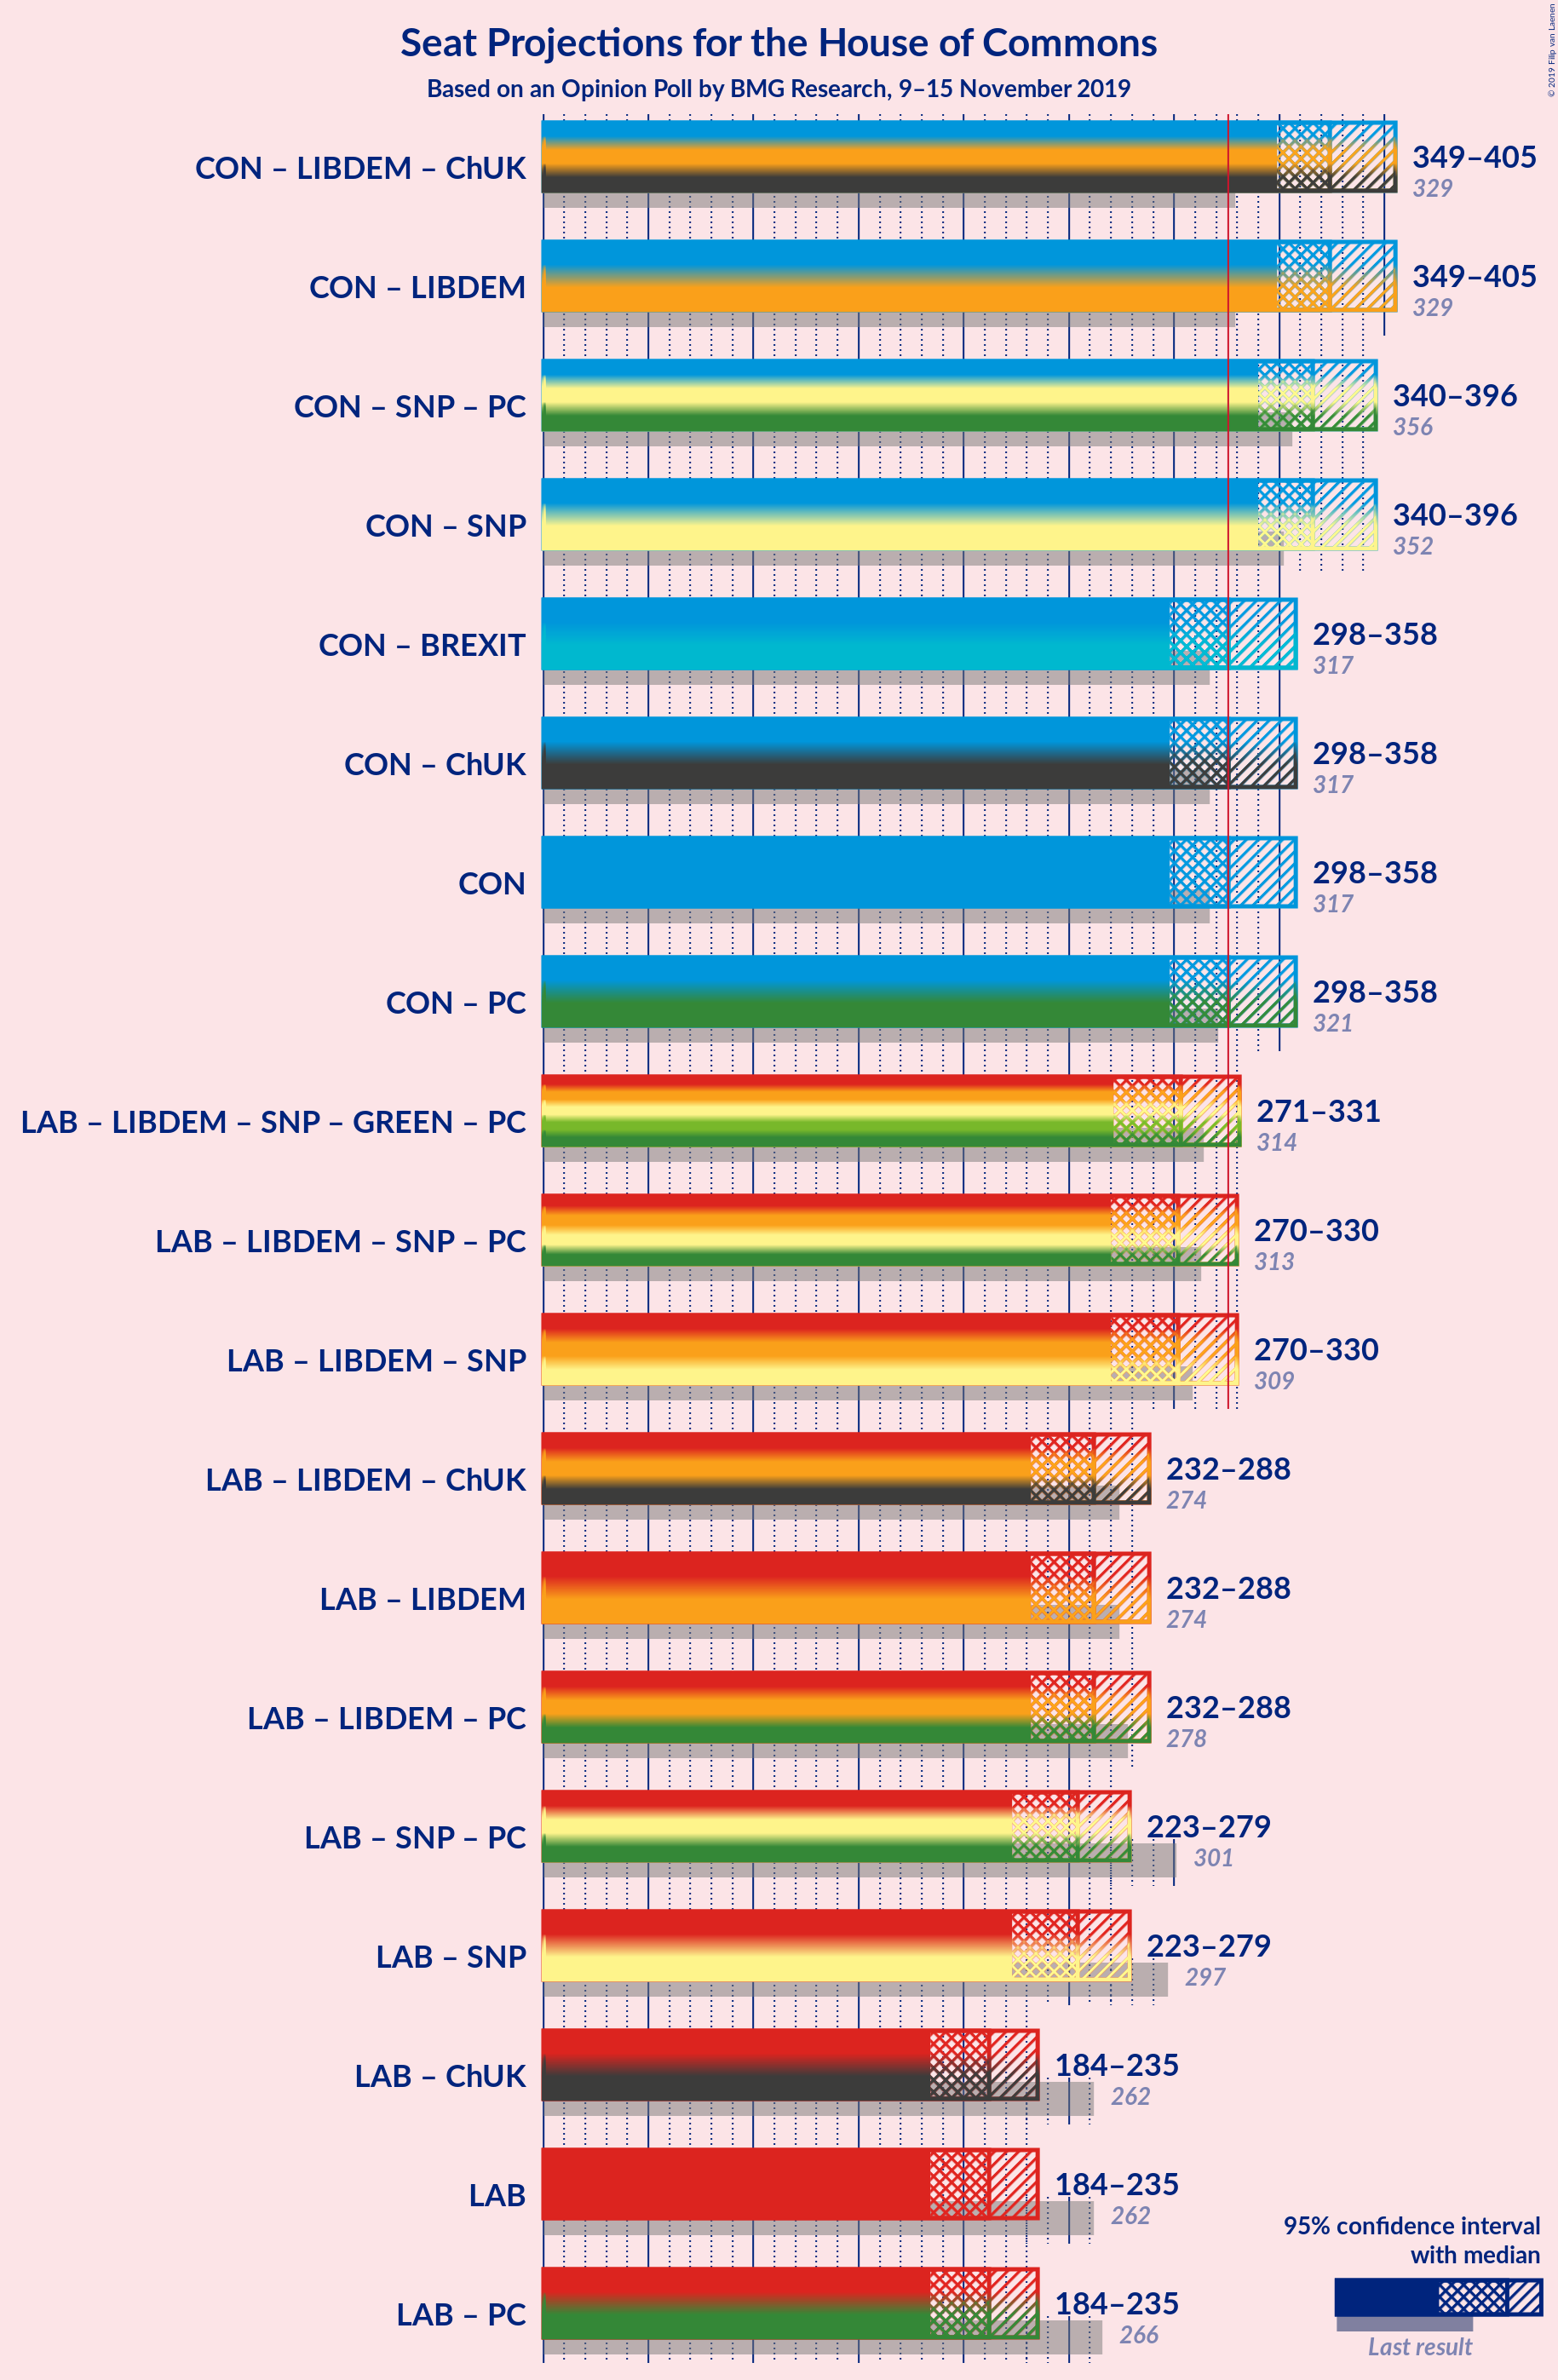 Seat Projections for the House of Commons
Based on an Opinion Poll by BMG Research, 9–15 November 2019
© 2019 Filip van Laenen
CON – LIBDEM – ChUK
349–405
329
CON – LIBDEM
349–405
329
CON – SNP – PC
340–396
356
CON – SNP
340–396
352
CON – BREXIT
298–358
317
CON – ChUK
298–358
317
CON
298–358
317
CON – PC
298–358
321
LAB – LIBDEM – SNP – GREEN – PC
271–331
314
LAB – LIBDEM – SNP – PC
270–330
313
LAB – LIBDEM – SNP
270–330
309
LAB – LIBDEM – ChUK
232–288
274
LAB – LIBDEM
232–288
274
LAB – LIBDEM – PC
232–288
278
LAB – SNP – PC
223–279
301
LAB – SNP
223–279
297
LAB – ChUK
184–235
262
LAB
184–235
262
LAB – PC
184–235
266
95% confidence interval
with median
Last result